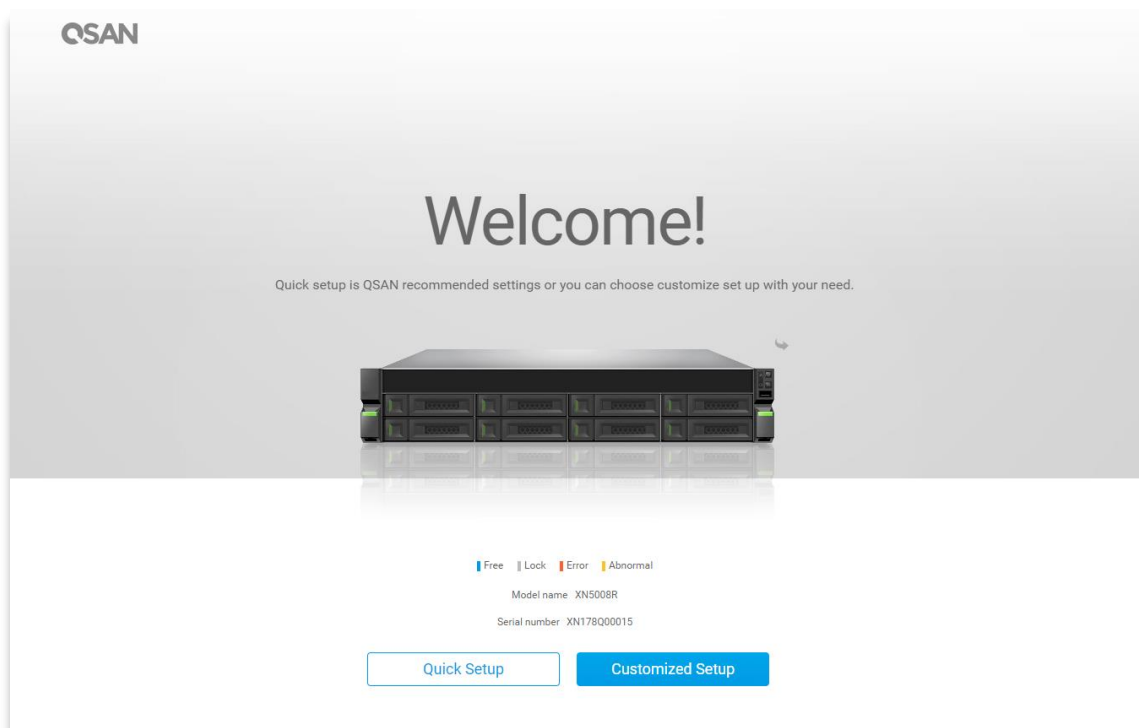 QSAN
Welcome!
Quick setup is QSAN recommended settings or you can choose customize set up with your need.
Free Lock Error Abnormal
Model name XN5008R
Serial number XN178Q00015
Quick Setup Customized Setup